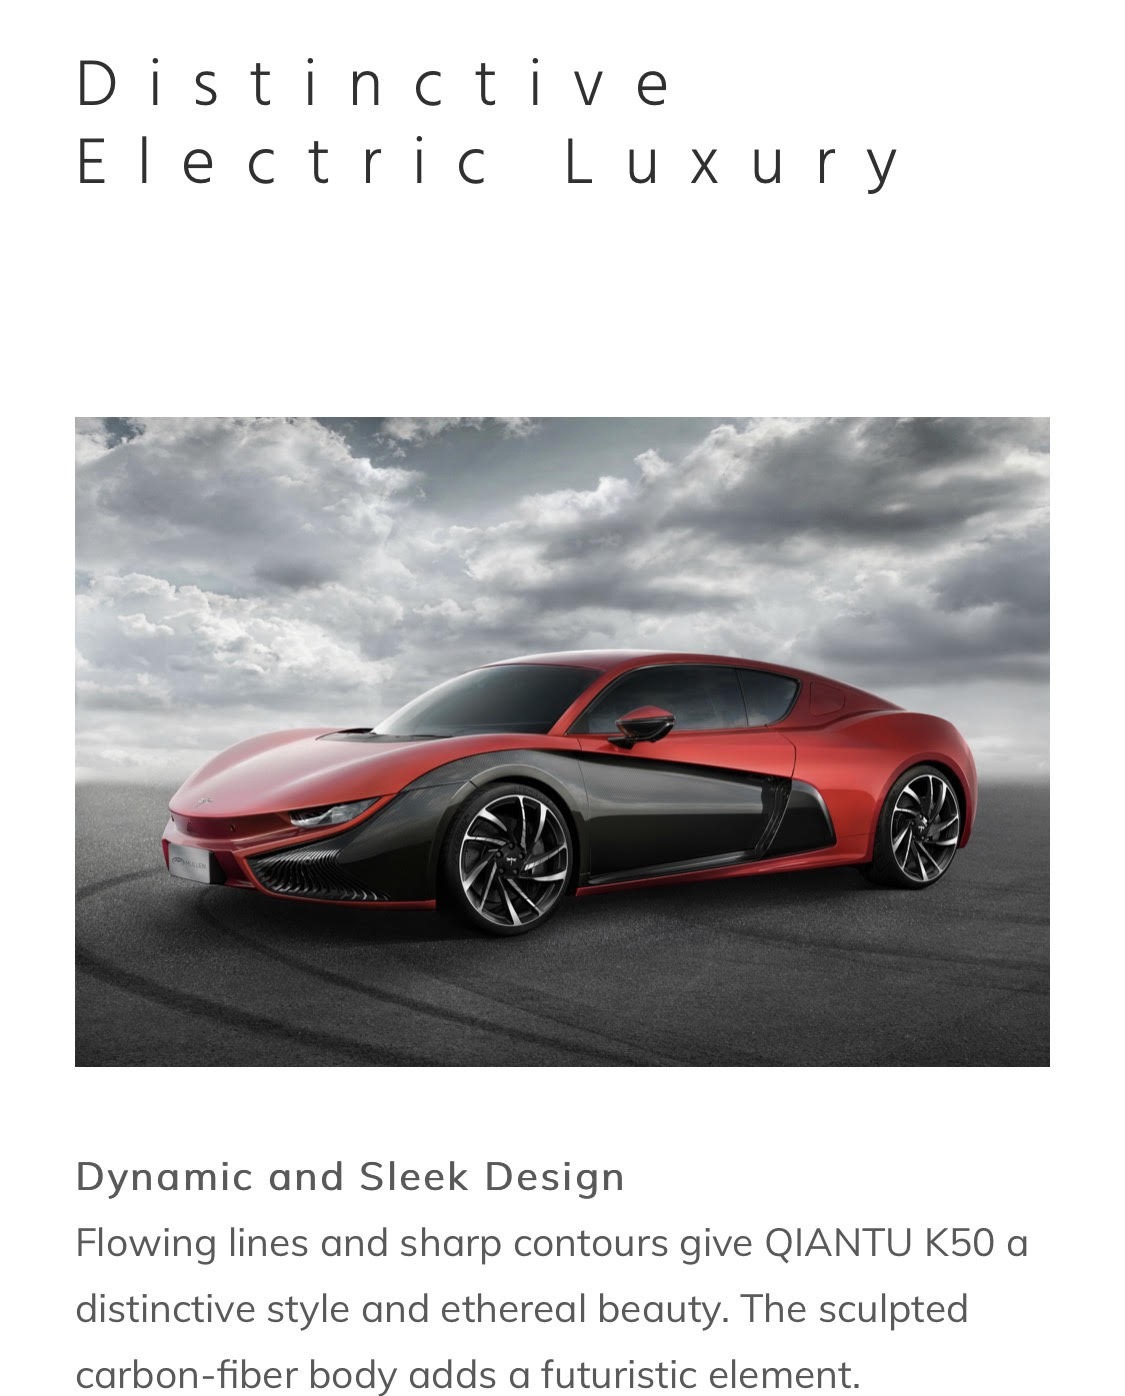 Distinctive
Electric Luxury
MULLEN
Dynamic and Sleek Design
Flowing lines and sharp contours give QIANTU K50 a
distinctive style and ethereal beauty. The sculpted
carbon-fiber body adds a futuristic element.